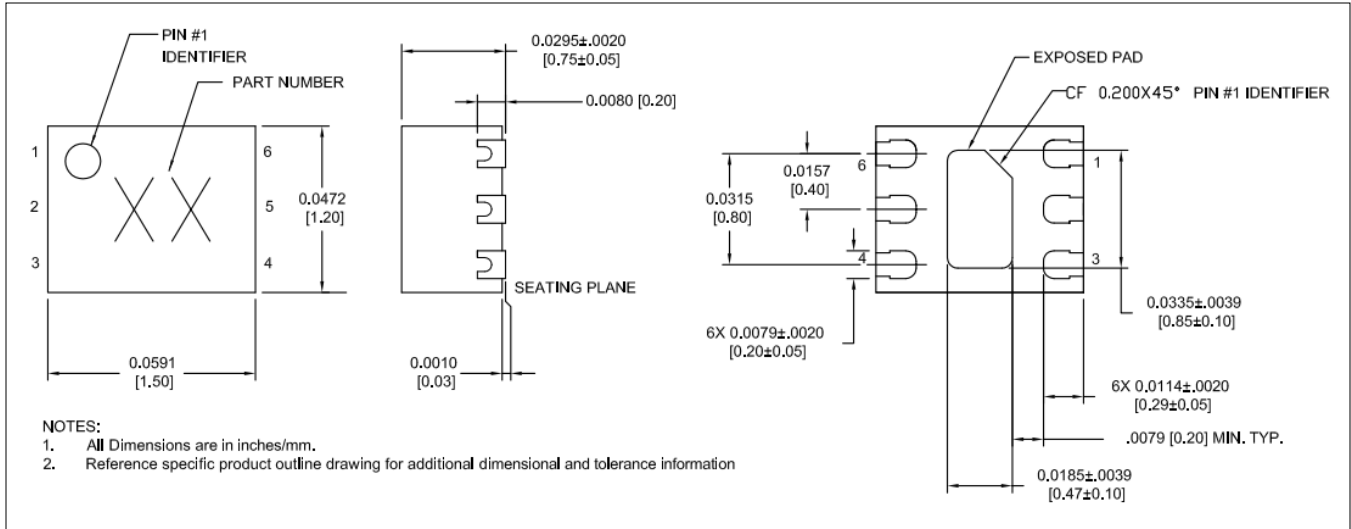 PIN #1
IDENTIFIER
PART NUMBER
1
2
3
6
5
4
0.0472
[1.20]
0.0591
[1.50]
0.0295±.0020
[0.75±0.05]
0.0080 [0.20]
SEATING PLANE
0.0010
[0.03]
EXPOSED PAD
CF 0.200X45° PIN #1 IDENTIFIER
6
4
1
3
0.0157
[0.40]
0.0315
[0.80]
6X 0.0079±.0020
[0.20±0.05]
0.0335±.0039
[0.85±0.10]
6X 0.0114±.0020
[0.29±0.05]
.0079 [0.20] MIN. TYP.
0.0185±.0039
[0.47±0.10]
XX
NOTES:
1. All Dimensions are in inches/mm.
2. Reference specific product outline drawing for additional dimensional and tolerance information